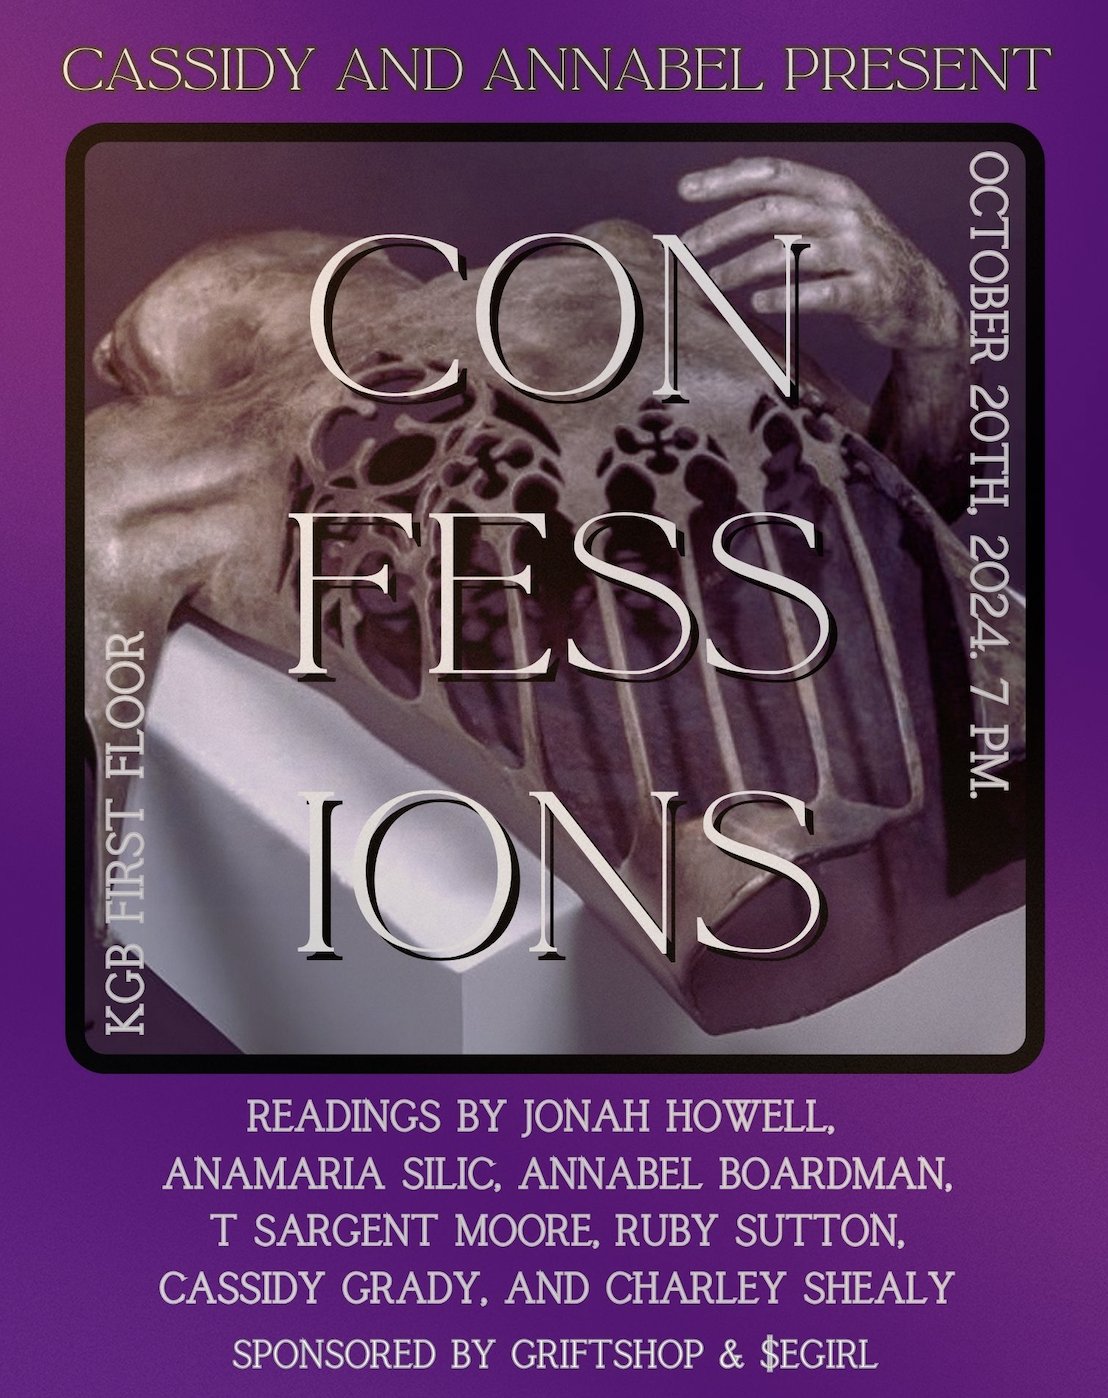 CASSIDY AND ANNABEL PRESENT
OCTOBER 20TH, 2024. 7 PM.
CON
FESS
IONS
KGB FIRST FLOOR
READINGS BY JONAH HOWELL,
ANAMARIA SILIC, ANNABEL BOARDMAN,
T SARGENT MOORE, RUBY SUTTON,
CASSIDY GRADY, AND CHARLEY SHEALY
SPONSORED BY GRIFTSHOP & $EGIRL